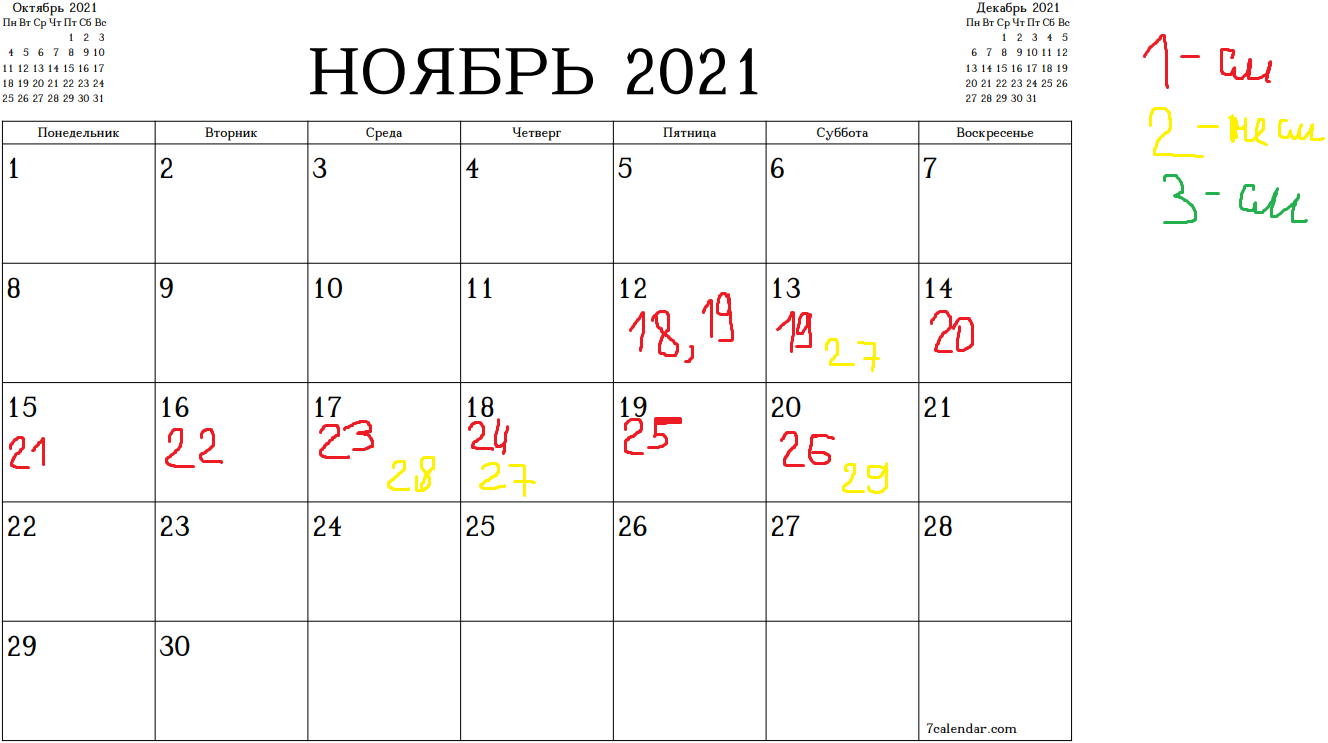 Октябрь 2021
Пн Вт Ср Чт Пт Сб Вс
1 2 3
4 5 6 7 8 9 10
11 12 13 14 15 16 17
18 19 20 21 22 23 24
25 26 27 28 29 30 31
НОЯБРЬ 2021
Декабрь 2021
Пн Вт Ср Чт Пт Сб Вс
1 2 3 4 5
6 7 8 9 10 11 12
13 14 15 16 17 18 19
20 21 22 23 24 25 26
27 28 29 30 31
1 - см
2 - не см
3 - см
Понедельник Вторник Среда Четверг Пятница Суббота Воскресенье
1 2 3 4 5 6 7
8 9 10 11 12 13 14
18, 19 19 27 20
15 16 17 18 19 20 21
21 22 23 28 24 27 25 26 29
22 23 24 25 26 27 28
29 30
7calendar.com